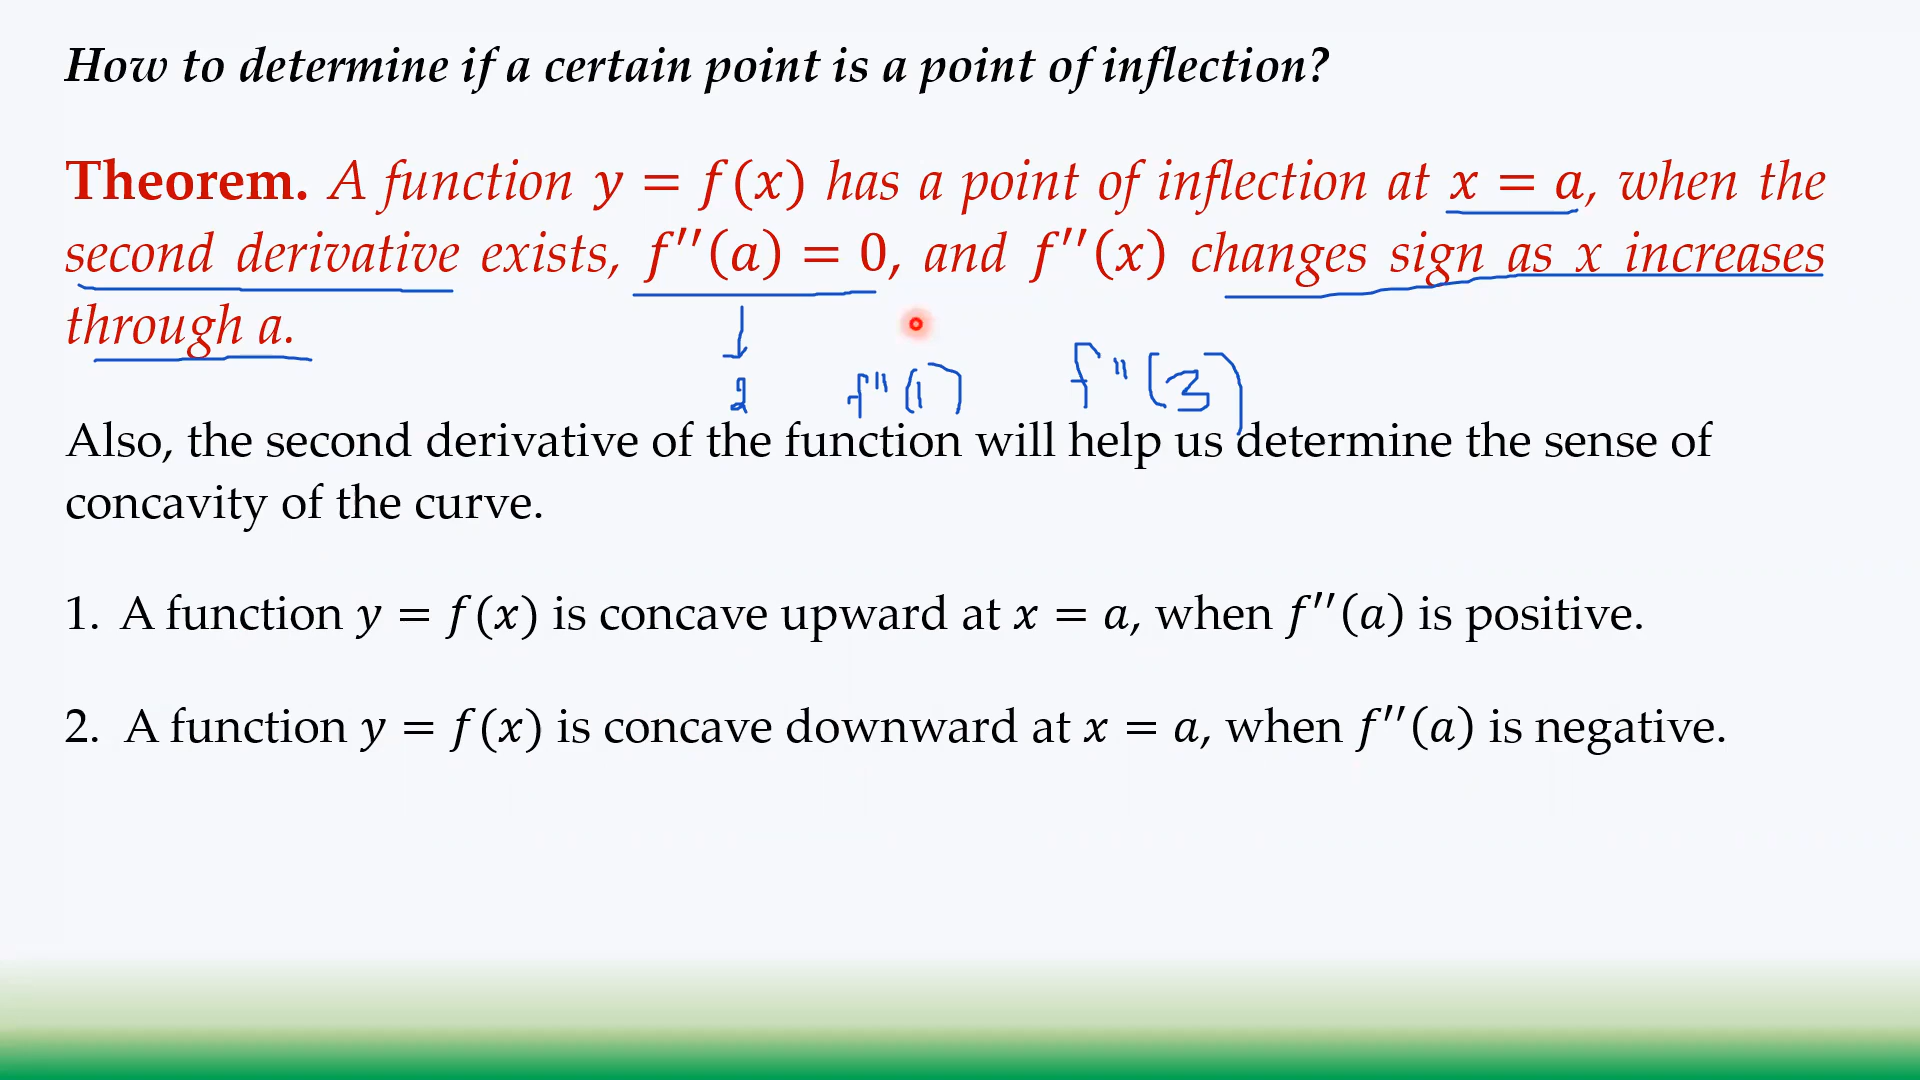 How to determine if a certain point is a point of inflection?
Theorem. A function y = f(x) has a point of inflection at x = a, when the
second derivative exists, f′′(a) = 0, and f′′(x) changes sign as x increases
through a.
2 f"(1) f"(3)
Also, the second derivative of the function will help us determine the sense of
concavity of the curve.
1. A function y = f(x) is concave upward at x = a, when f′′(a) is positive.
2. A function y = f(x) is concave downward at x = a, when f′′(a) is negative.